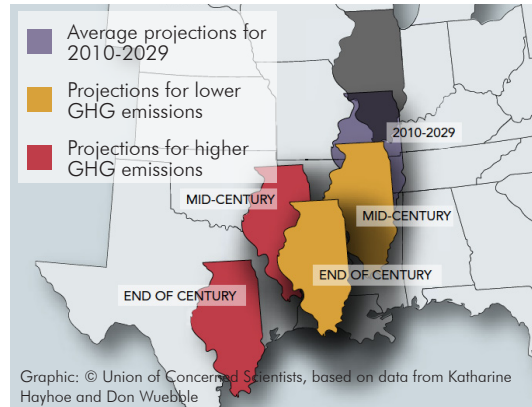 Average projections for
2010-2029
Projections for lower
GHG emissions
Projections for higher
GHG emissions
2010-2029
MID-CENTURY
MID-CENTURY
END OF CENTURY
END OF CENTURY
Graphic: © Union of Concerned Scientists, based on data from Katharine
Hayhoe and Don Wuebble